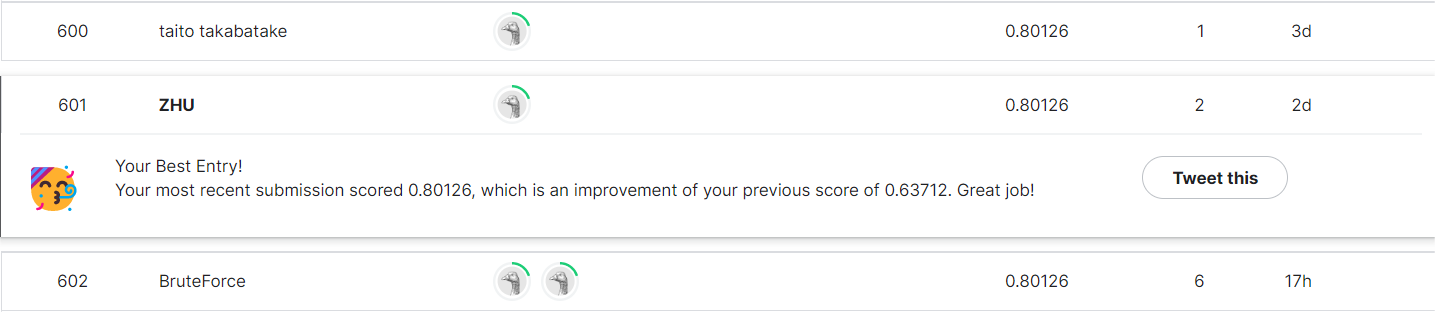 600 taito takabatake 0.80126 1 3d
601 ZHU 0.80126 2 2d
Your Best Entry!
Your most recent submission scored 0.80126, which is an improvement of your previous score of 0.63712. Great job!
Tweet this
602 BruteForce 0.80126 6 17h